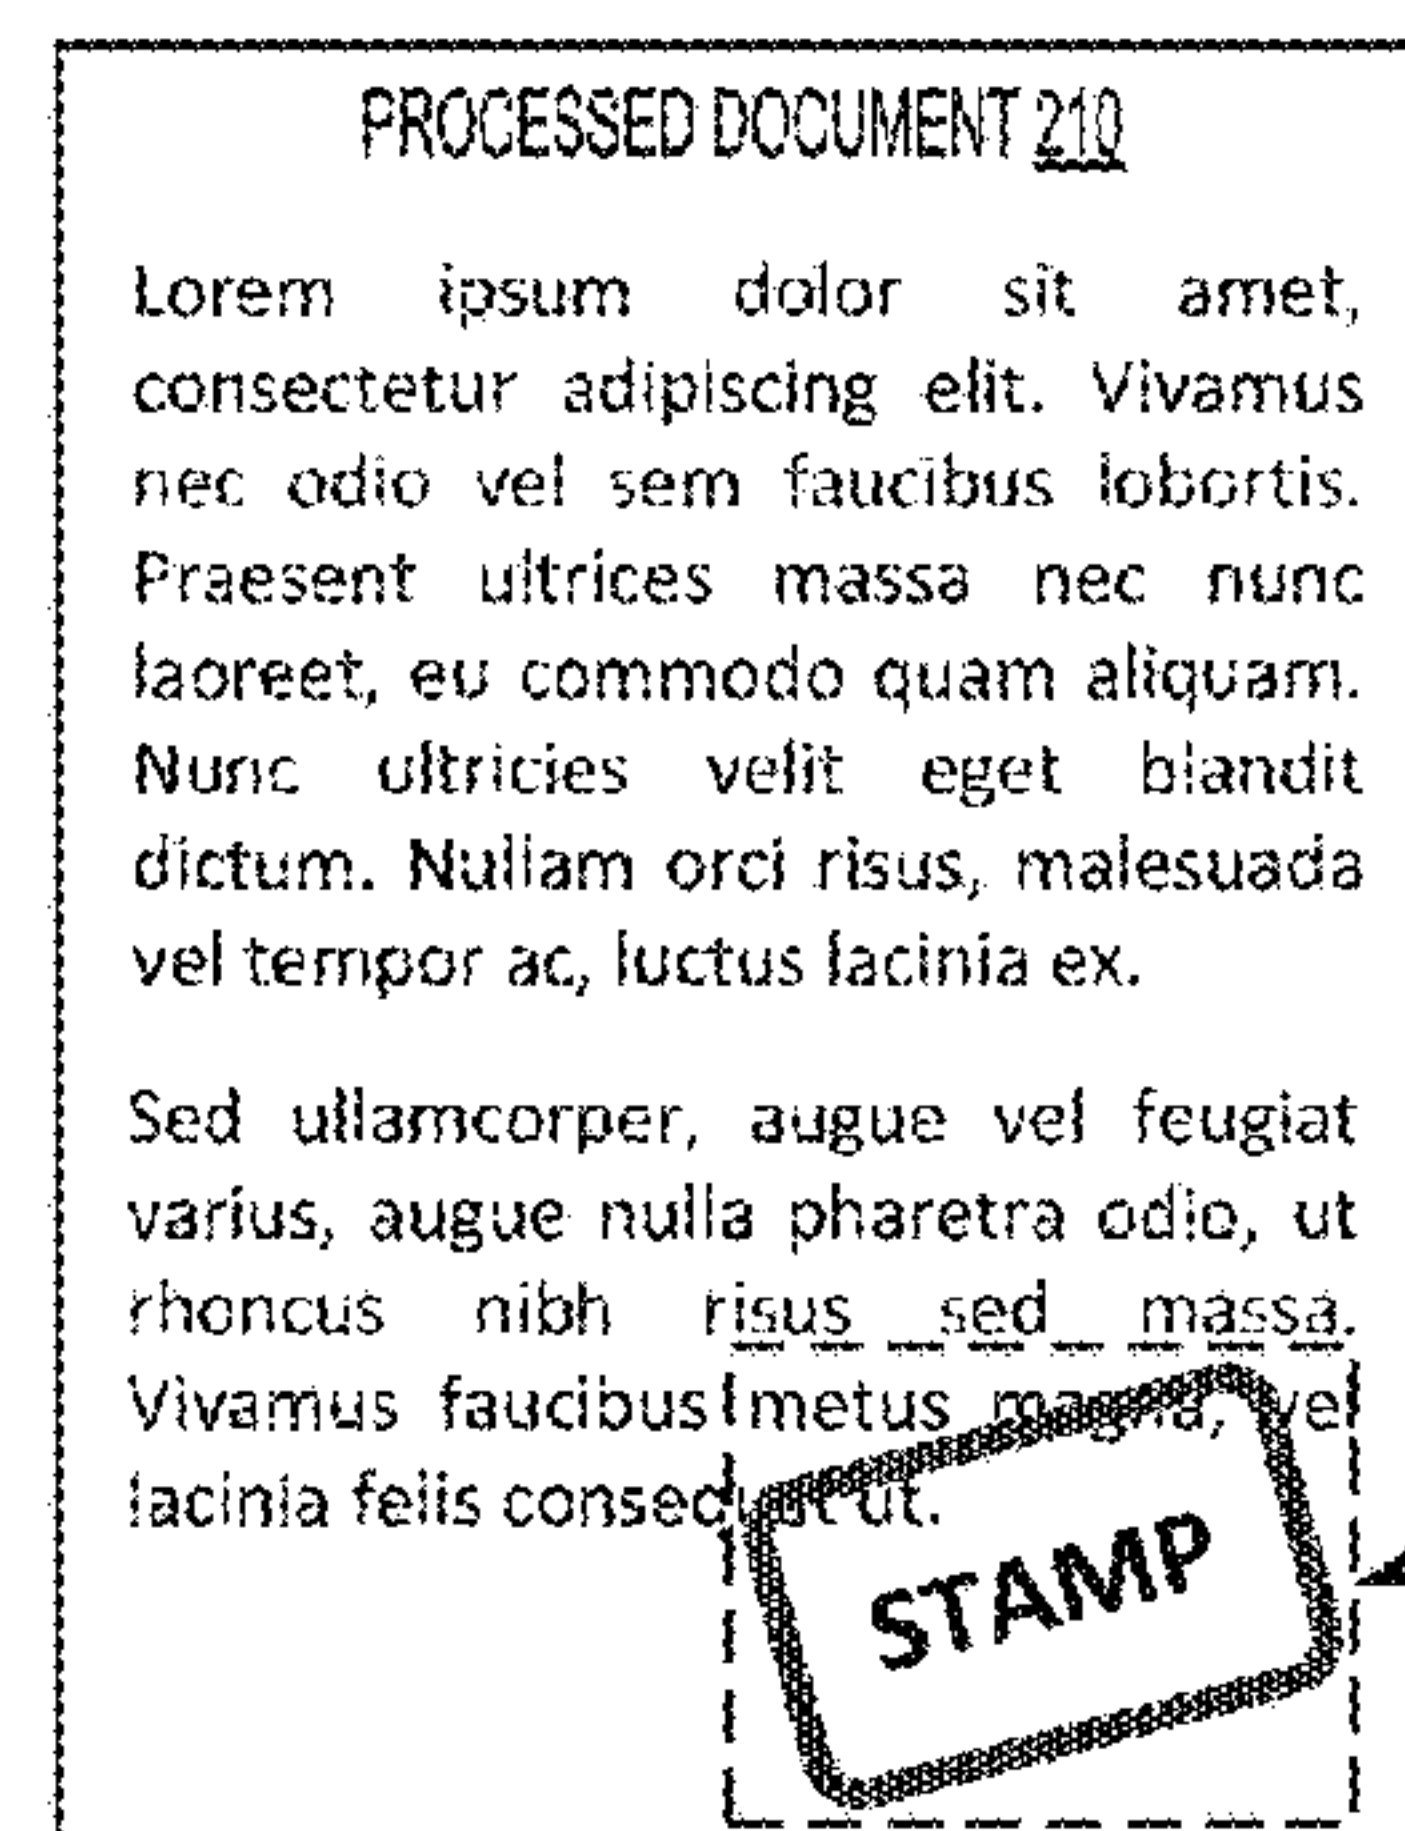 PROCESSED DOCUMENT 210
Lorem ipsum dolor sit amet,
consectetur adipiscing elit. Vivamus
nec odio vel sem faucibus lobortis.
Praesent ultrices massa nec nunc
laoreet, eu commodo quam aliquam.
Nunc ultricies velit eget blandit
dictum. Nullam orci risus, malesuada
vel tempor ac, luctus lacinia ex.
Sed ullamcorper, augue vel feugiat
varius, augue nulla pharetra odio, ut
rhoncus nibh risus sed massa.
Vivamus faucibus metus magna, vel
lacinia felis ut.
STAMP